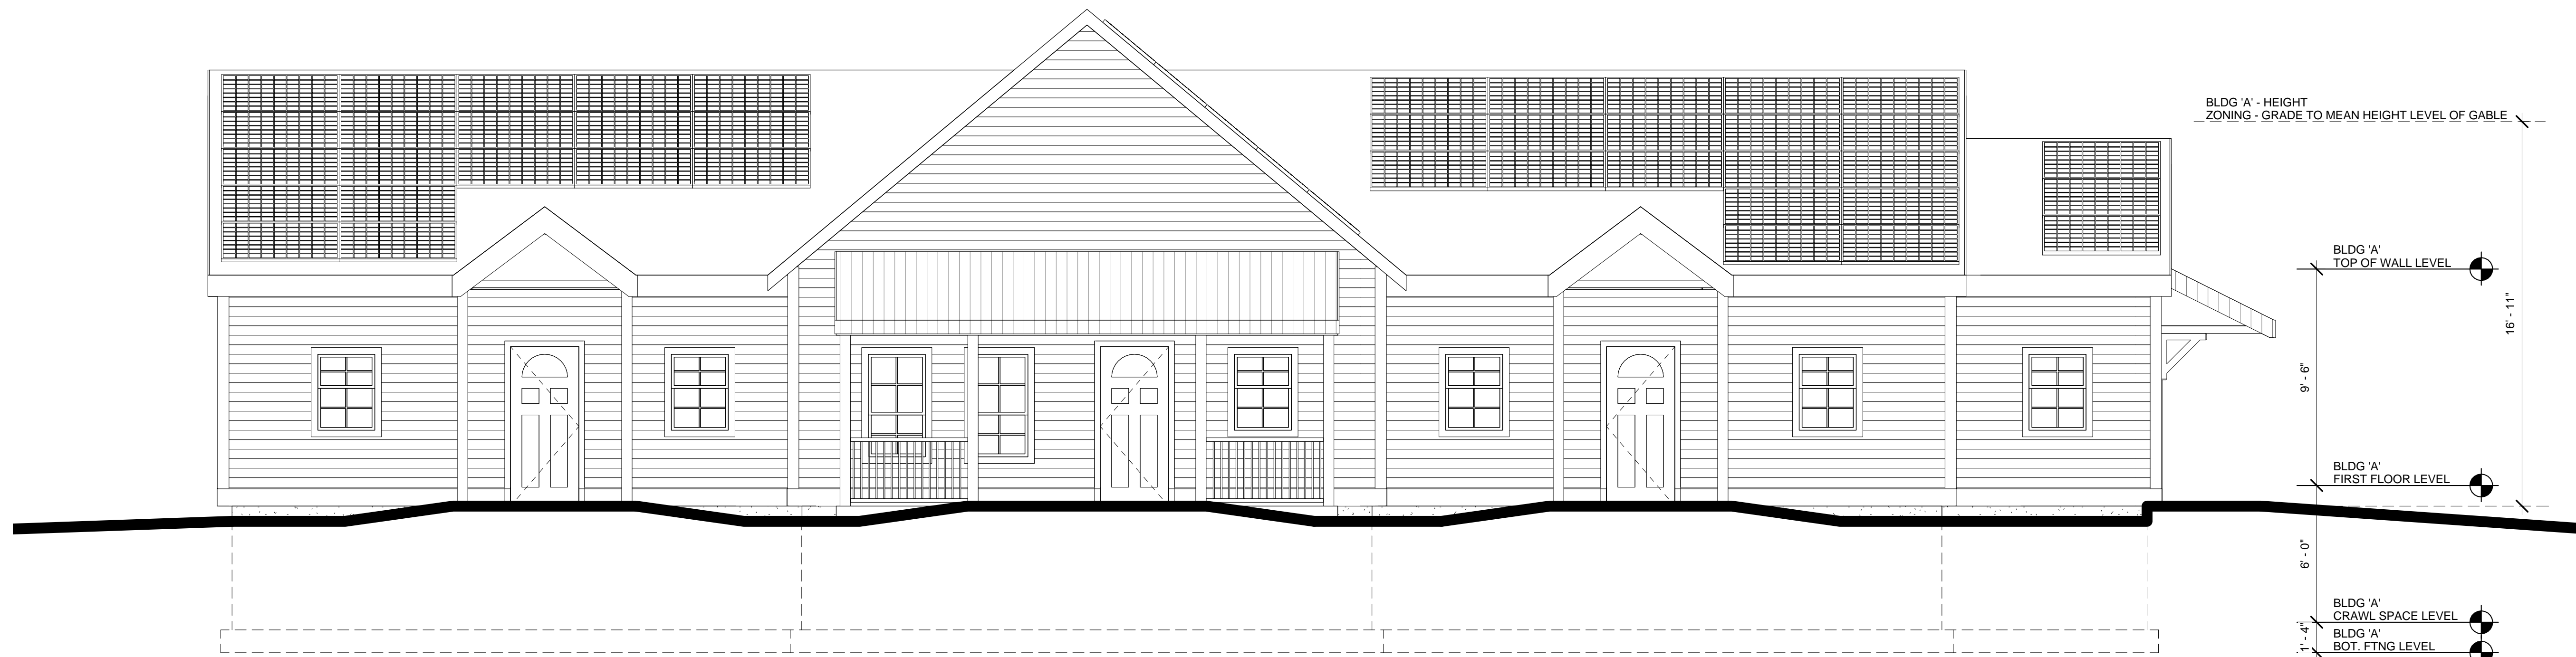 BLDG 'A' - HEIGHT
ZONING - GRADE TO MEAN HEIGHT LEVEL OF GABLE
BLDG 'A'
TOP OF WALL LEVEL
16' - 11"
9' - 6"
BLDG 'A'
FIRST FLOOR LEVEL
6' - 0"
BLDG 'A'
CRAWL SPACE LEVEL
1' - 4"
BLDG 'A'
BOT. FTNG LEVEL